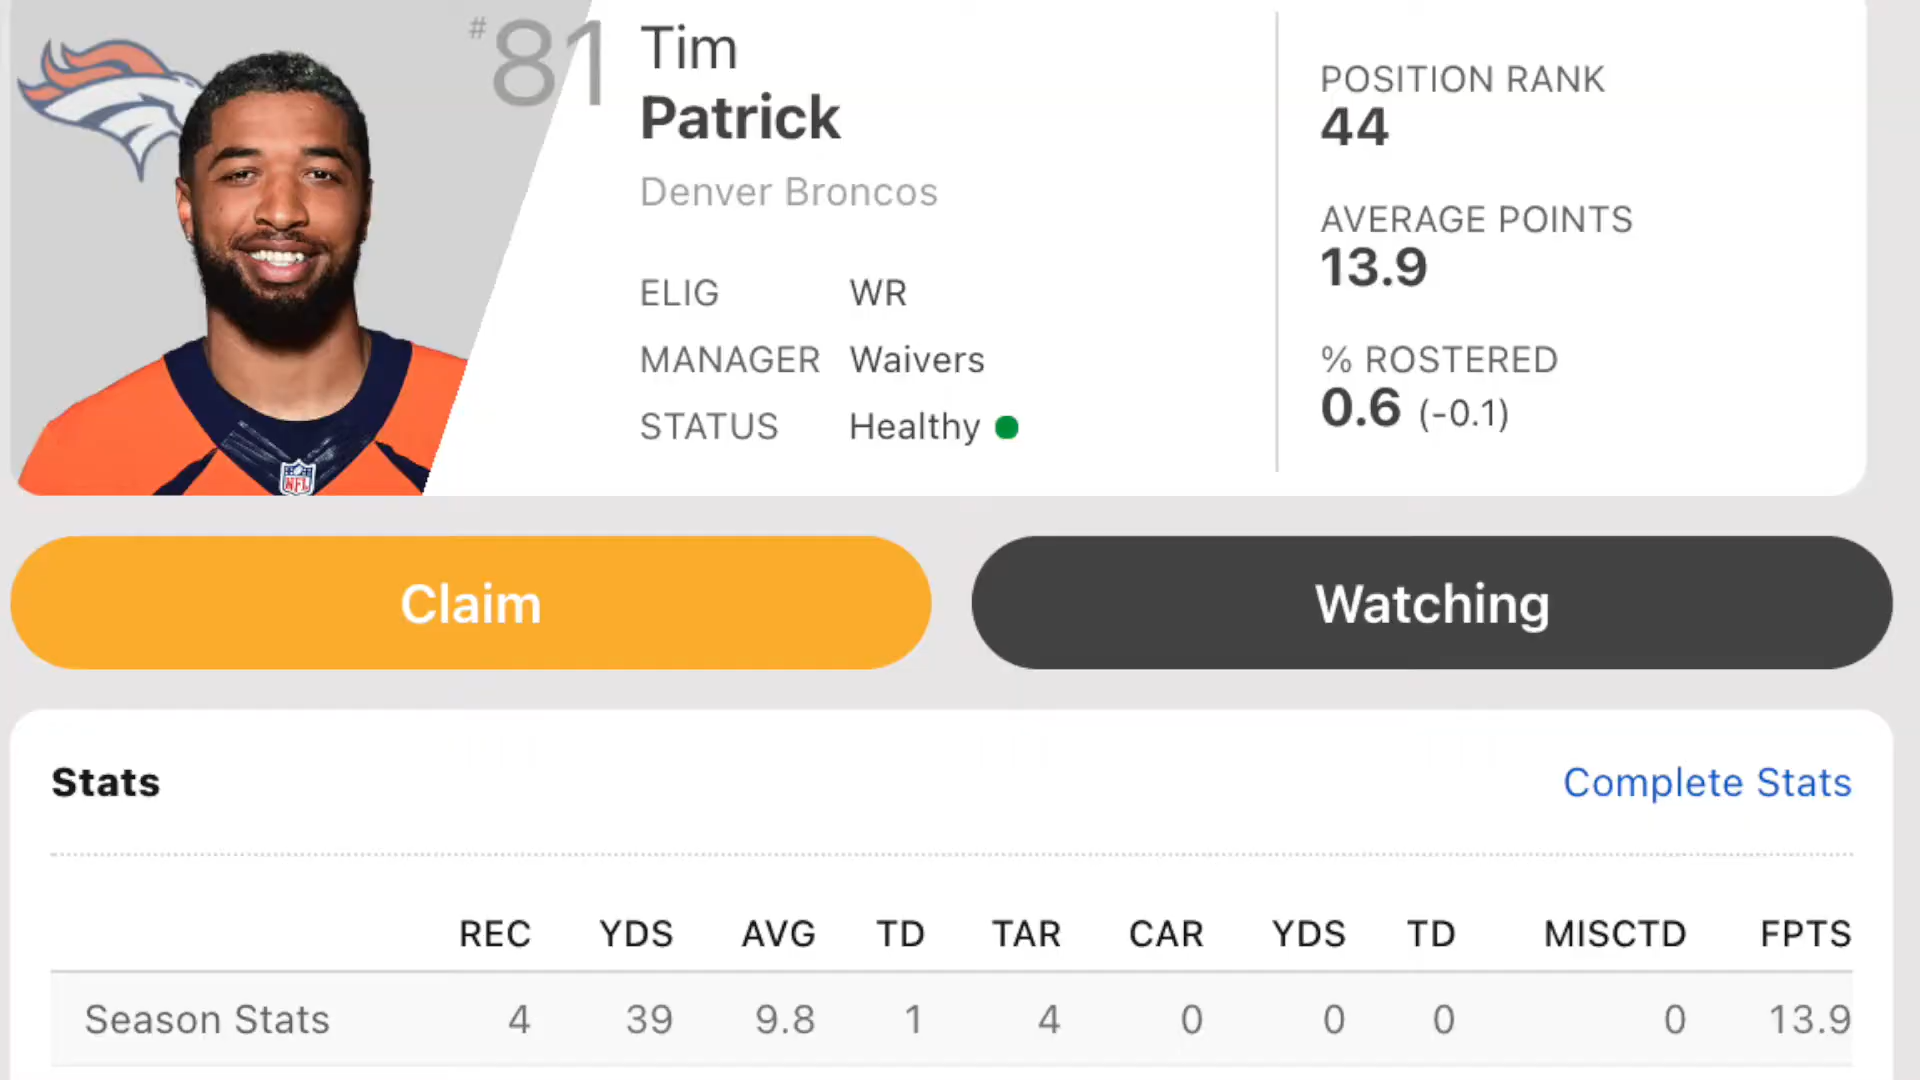 #81
Tim
Patrick
Denver Broncos
ELIG WR
MANAGER Waivers
STATUS Healthy
POSITION RANK
44
AVERAGE POINTS
13.9
% ROSTERED
0.6 (-0.1)
NFL
Claim
Watching
Stats
Complete Stats
REC YDS AVG TD TAR CAR YDS TD MISCTD FPTS
Season Stats 4 39 9.8 1 4 0 0 0 0 13.9